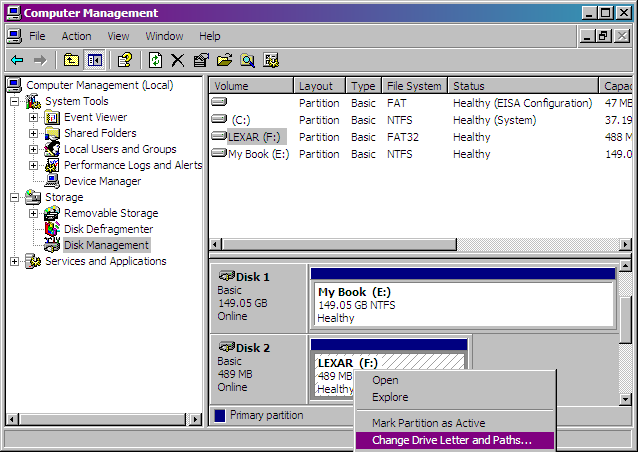 Computer Management
File Action View Window Help
Computer Management (Local)
System Tools
Event Viewer
Shared Folders
Local Users and Groups
Performance Logs and Alerts
Device Manager
Storage
Removable Storage
Disk Defragmenter
Disk Management
Services and Applications
Volume Layout Type File System Status Capac
Partition Basic FAT Healthy (EISA Configuration) 47 ME
(C:) Partition Basic NTFS Healthy (System) 37.19
LEXAR (F:) Partition Basic FAT32 Healthy 488 M
My Book (E:) Partition Basic NTFS Healthy 149.0
Disk 1
Basic
149.05 GB
Online
My Book (E:)
149.05 GB NTFS
Healthy
Disk 2
Basic
489 MB
Online
LEXAR (F:)
489 MB
Healthy
Primary partition
Open
Explore
Mark Partition as Active
Change Drive Letter and Paths...